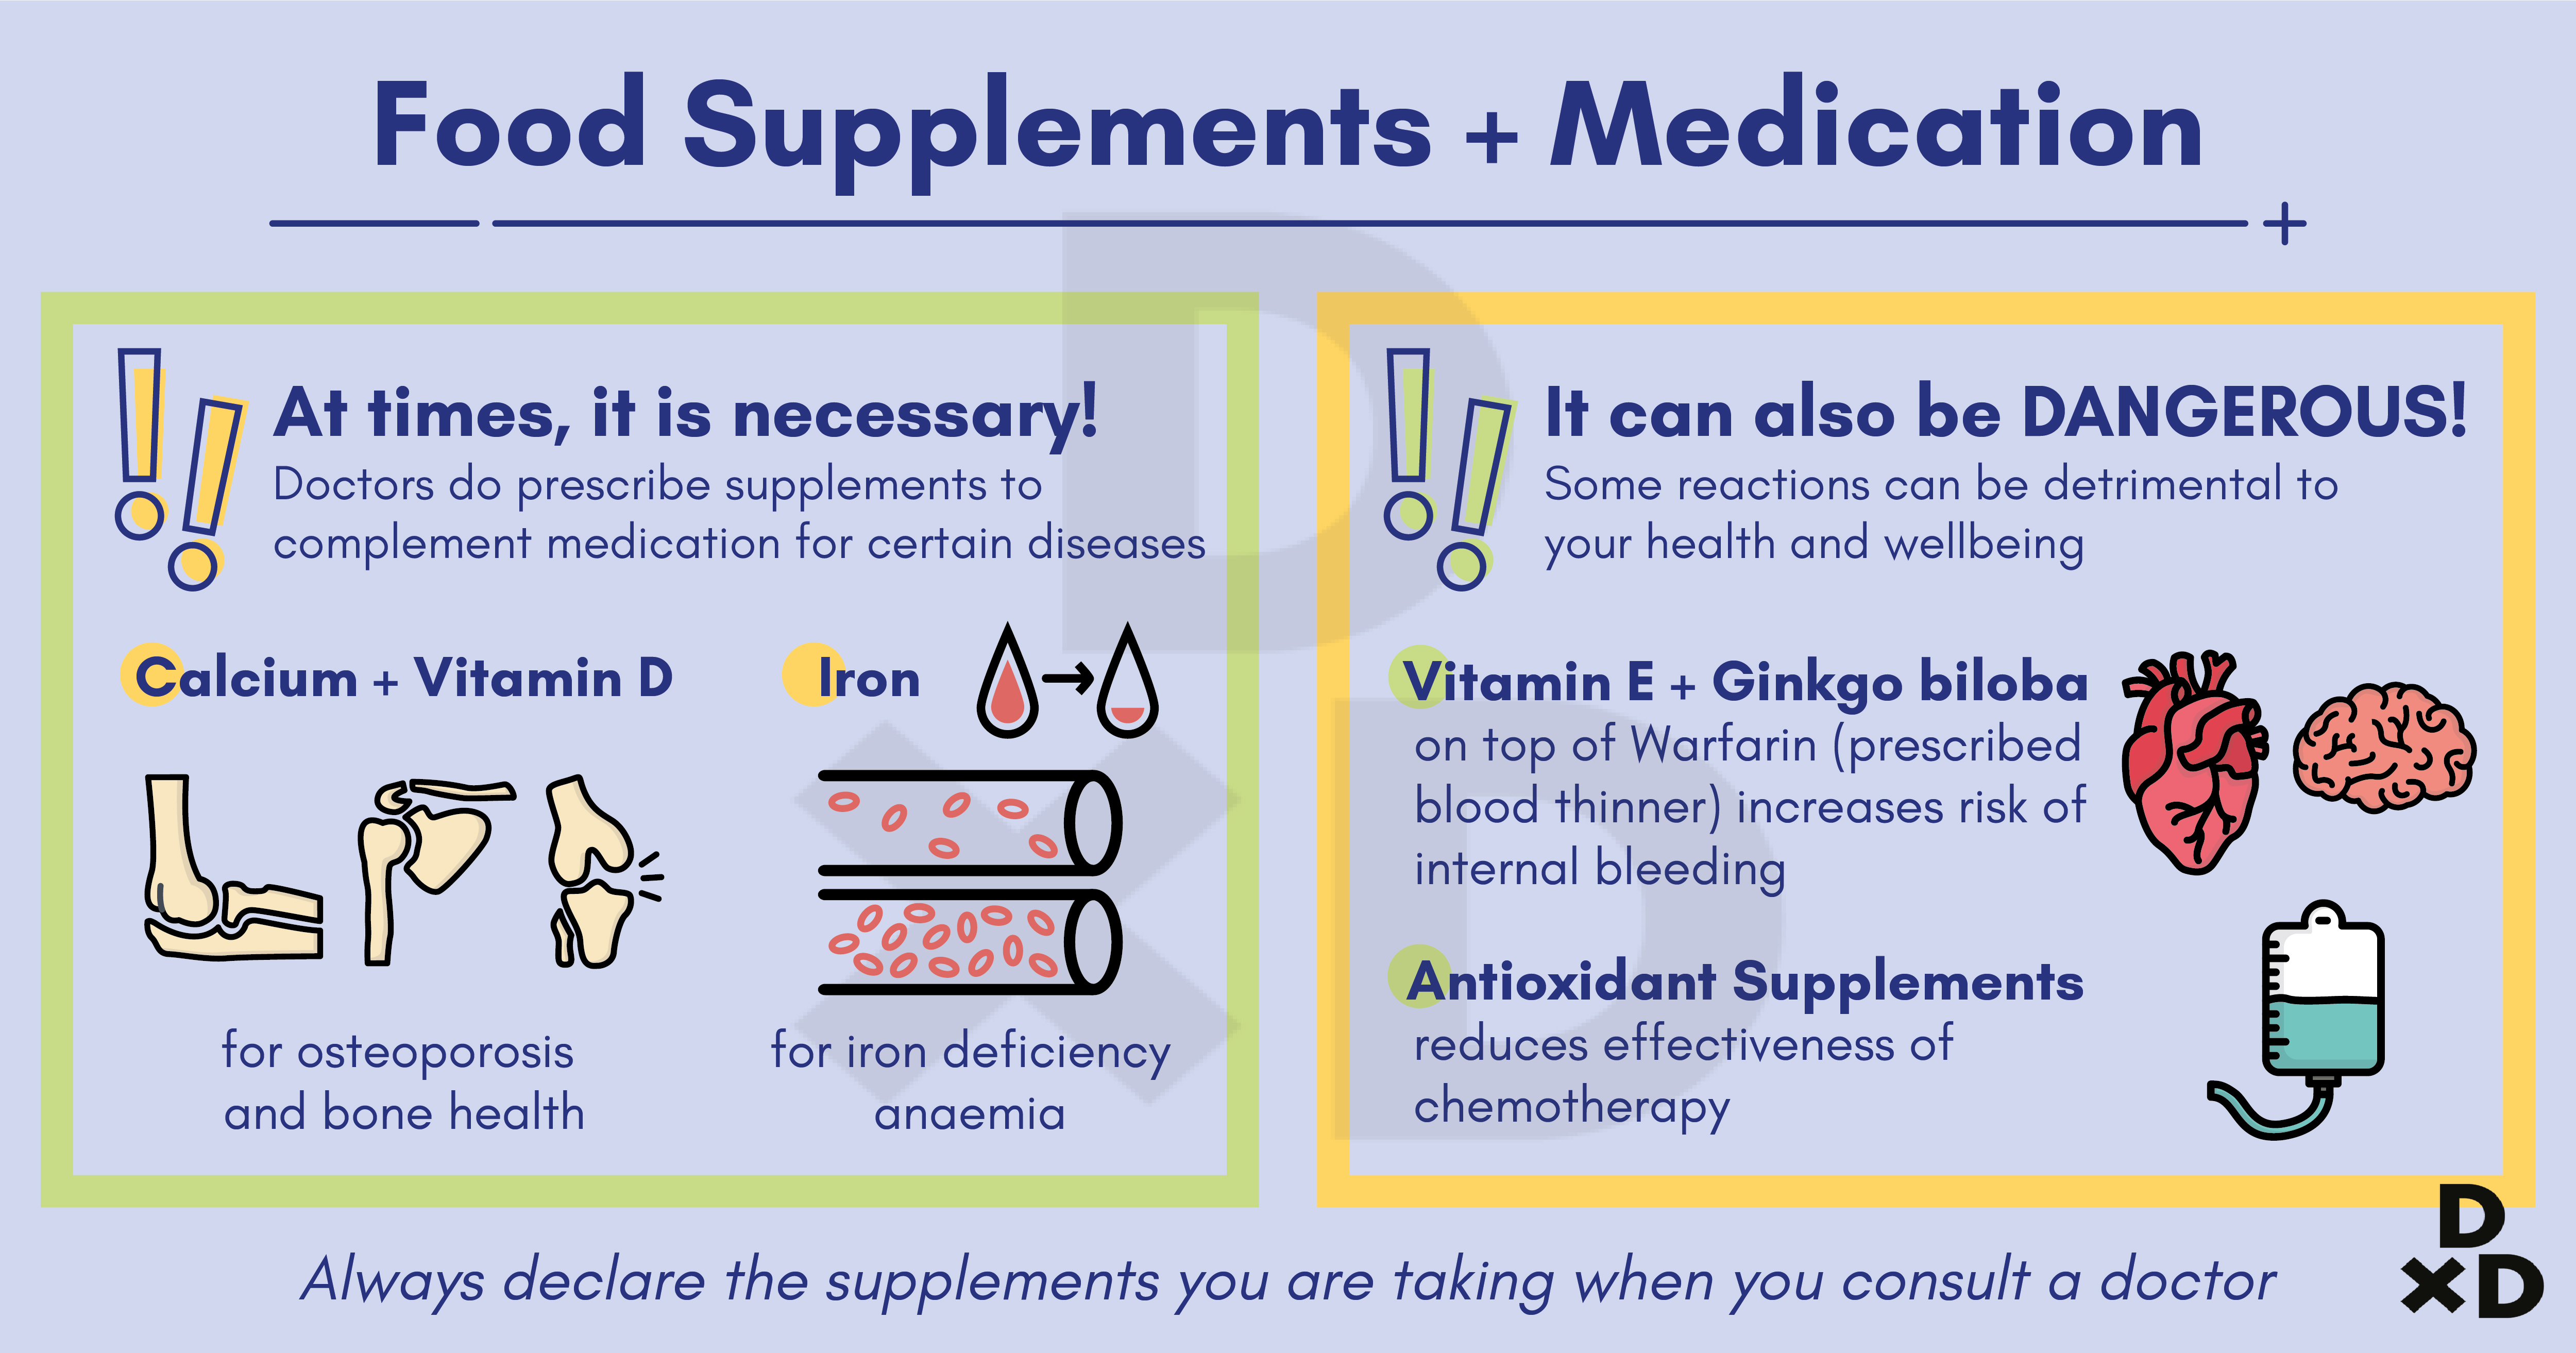 Food Supplements + Medication
At times, it is necessary!
Doctors do prescribe supplements to
complement medication for certain diseases
Calcium + Vitamin D
for osteoporosis
and bone health
Iron
for iron deficiency
anaemia
It can also be DANGEROUS!
Some reactions can be detrimental to
your health and wellbeing
Vitamin E + Ginkgo biloba
on top of Warfarin (prescribed
blood thinner) increases risk of
internal bleeding
Antioxidant Supplements
reduces effectiveness of
chemotherapy
Always declare the supplements you are taking when you consult a doctor
D
×D
D
×D